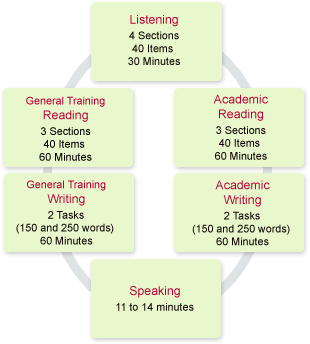 Listening
4 Sections
40 Items
30 Minutes
General Training
Reading
3 Sections
40 Items
60 Minutes
Academic
Reading
3 Sections
40 Items
60 Minutes
General Training
Writing
2 Tasks
(150 and 250 words)
60 Minutes
Academic
Writing
2 Tasks
(150 and 250 words)
60 Minutes
Speaking
11 to 14 minutes